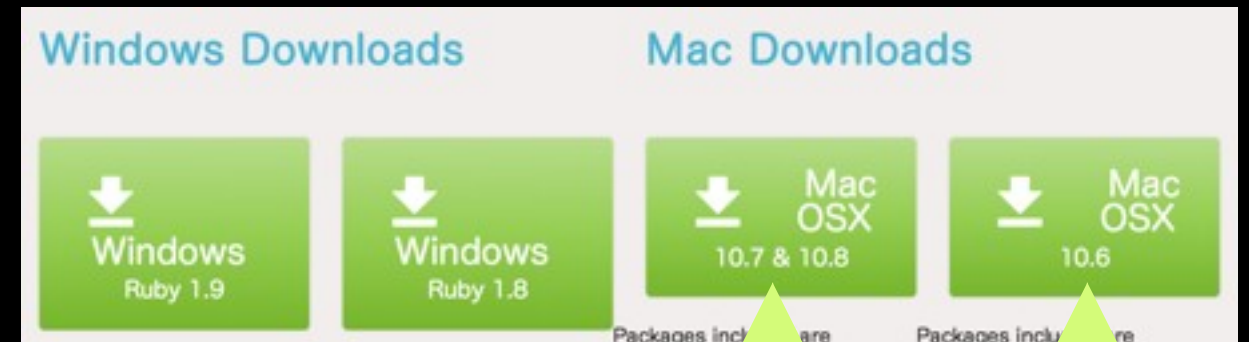 Windows Downloads
Mac Downloads
Windows
Ruby 1.9
Windows
Ruby 1.8
Mac
OSX
10.7 & 10.8
Mac
OSX
10.6
Packages
are
Packages